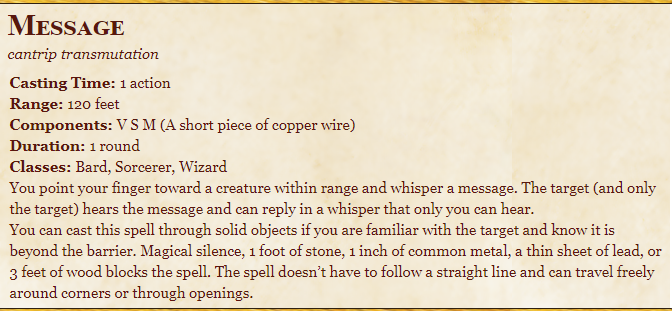 Message
cantrip transmutation
Casting Time: 1 action
Range: 120 feet
Components: V S M (A short piece of copper wire)
Duration: 1 round
Classes: Bard, Sorcerer, Wizard
You point your finger toward a creature within range and whisper a message. The target (and only
the target) hears the message and can reply in a whisper that only you can hear.
You can cast this spell through solid objects if you are familiar with the target and know it is
beyond the barrier. Magical silence, 1 foot of stone, 1 inch of common metal, a thin sheet of lead, or
3 feet of wood blocks the spell. The spell doesn’t have to follow a straight line and can travel freely
around corners or through openings.